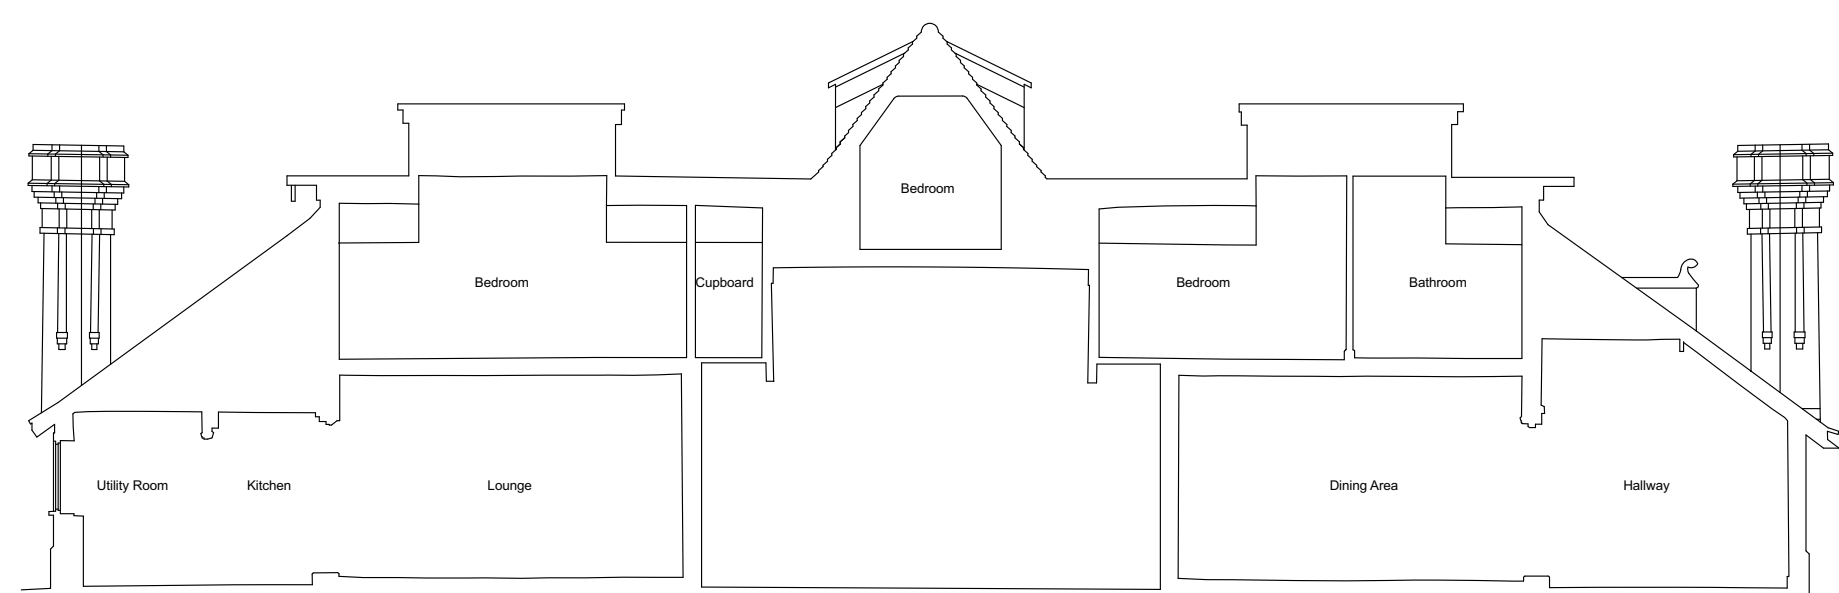 Bedroom
Bedroom
Cupboard
Bedroom
Bathroom
Utility Room
Kitchen
Lounge
Dining Area
Hallway